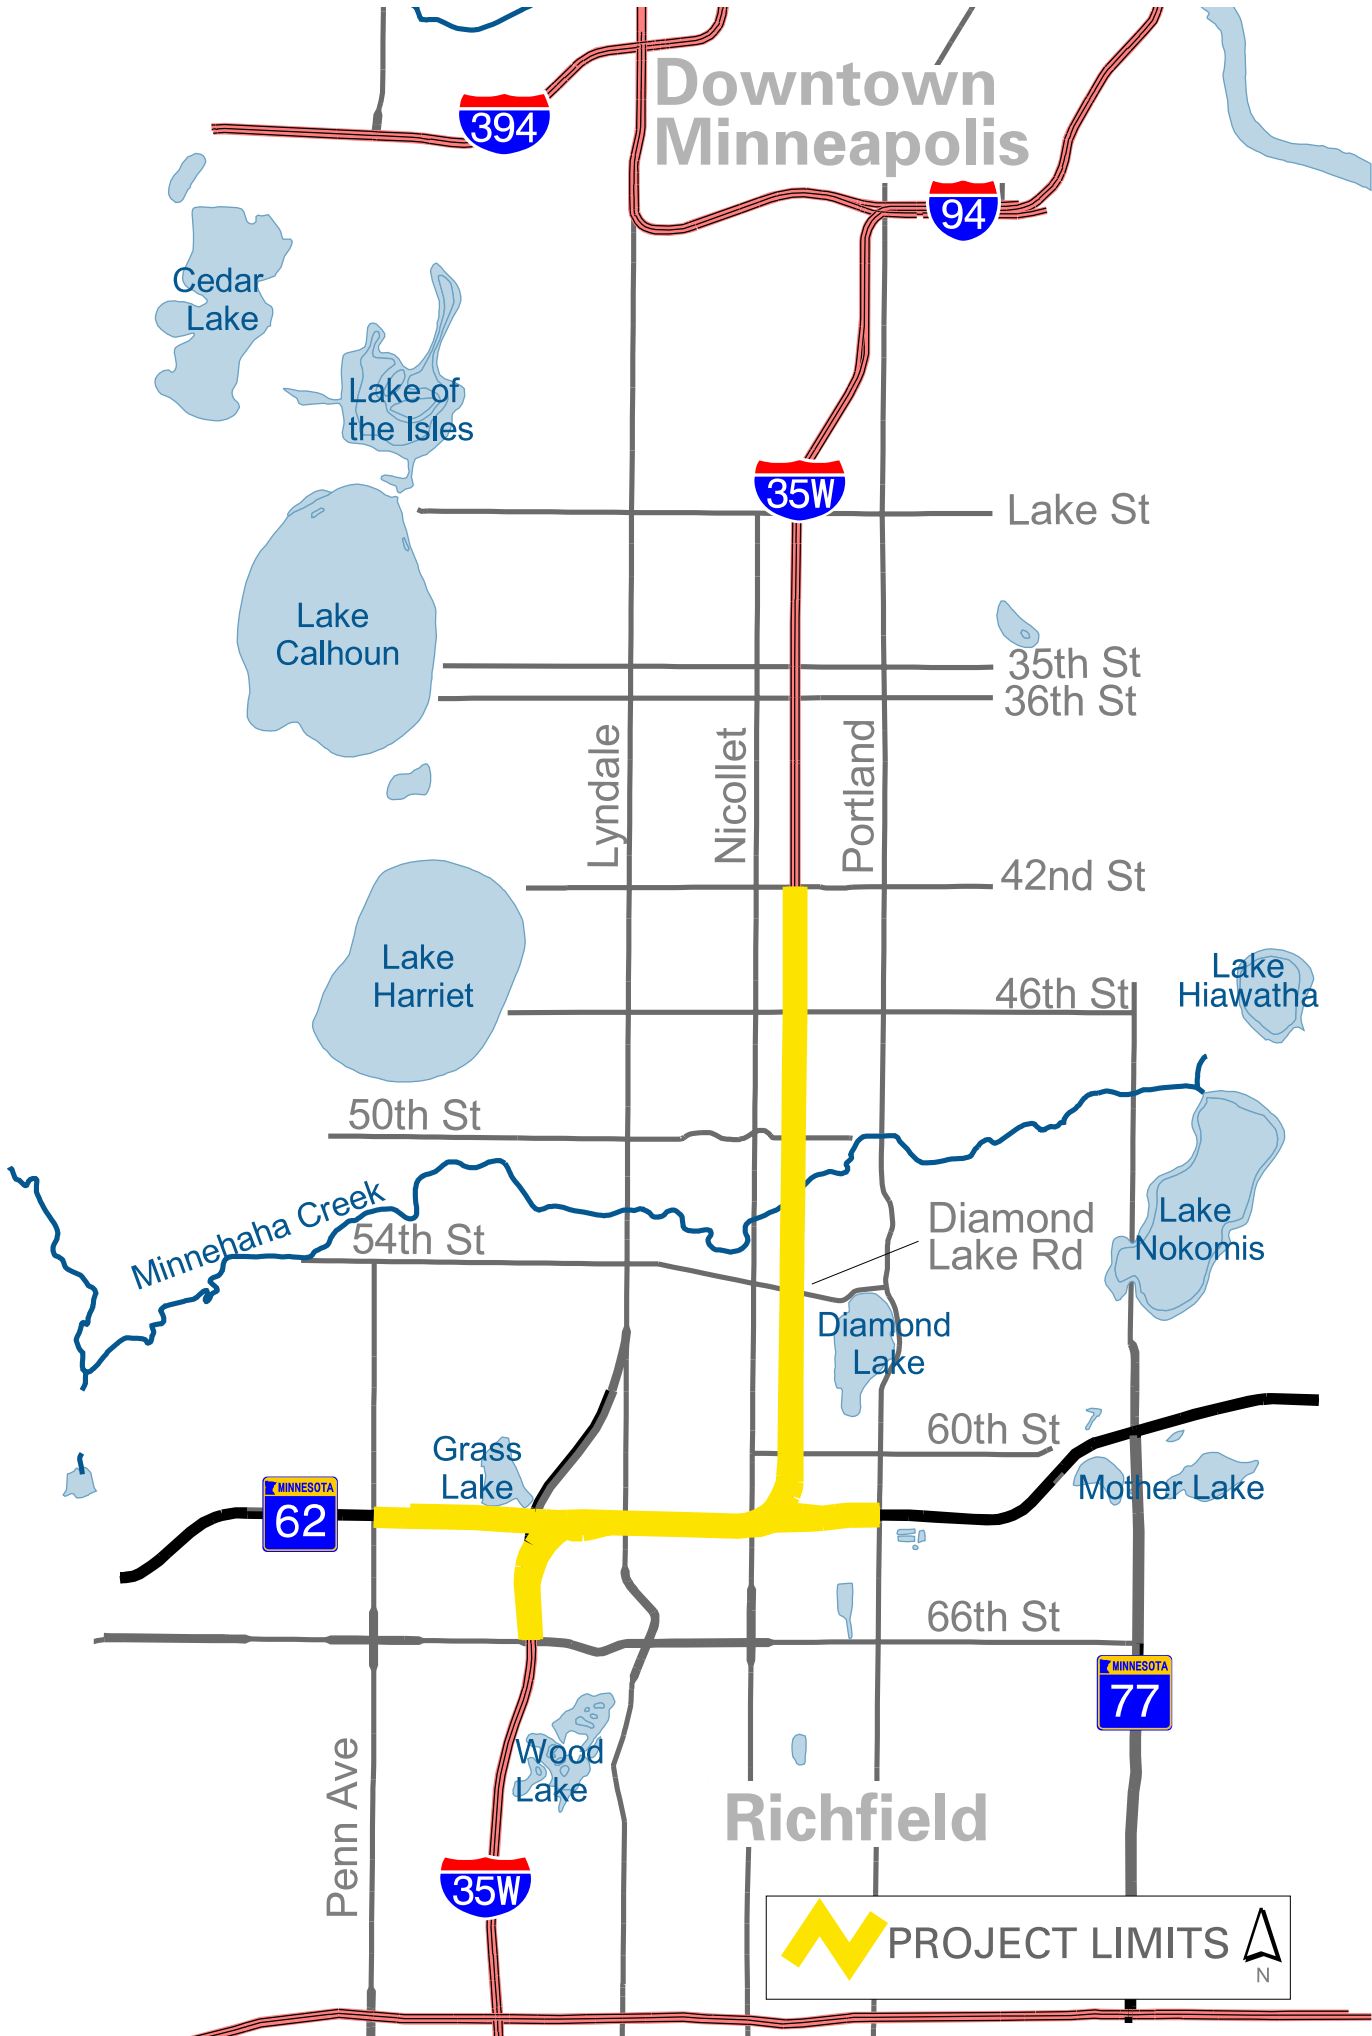 Downtown
Minneapolis
394
94
Cedar
Lake
Lake of
the Isles
35W
Lake St
Lake
Calhoun
35th St
36th St
Lyndale
Nicollet
Portland
42nd St
Lake
Harriet
46th St
Lake
Hiawatha
50th St
Minnehaha Creek
54th St
Diamond
Lake Rd
Lake
Nokomis
Diamond
Lake
60th St
Grass
Lake
Mother Lake
MINNESOTA
62
66th St
MINNESOTA
77
Wood
Lake
Penn Ave
Richfield
35W
PROJECT LIMITS
N